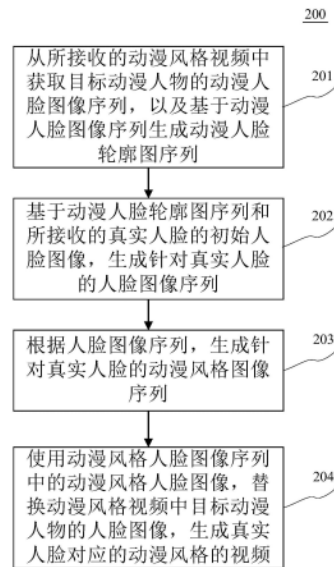 200
从所接收的动漫风格视频中
获取目标动漫人物的动漫人
脸图像序列，以及基于动漫
人脸图像序列生成动漫人脸
轮廓图序列
201
基于动漫人脸轮廓图序列和
所接收的真实人脸的初始人
脸图像，生成针对真实人脸
的人脸图像序列
202
根据人脸图像序列，生成针
对真实人脸的动漫风格图像
序列
203
使用动漫风格人脸图像序列
中的动漫风格人脸图像，替
换动漫风格视频中目标动漫
人物的人脸图像，生成真实
人脸对应的动漫风格的视频
204